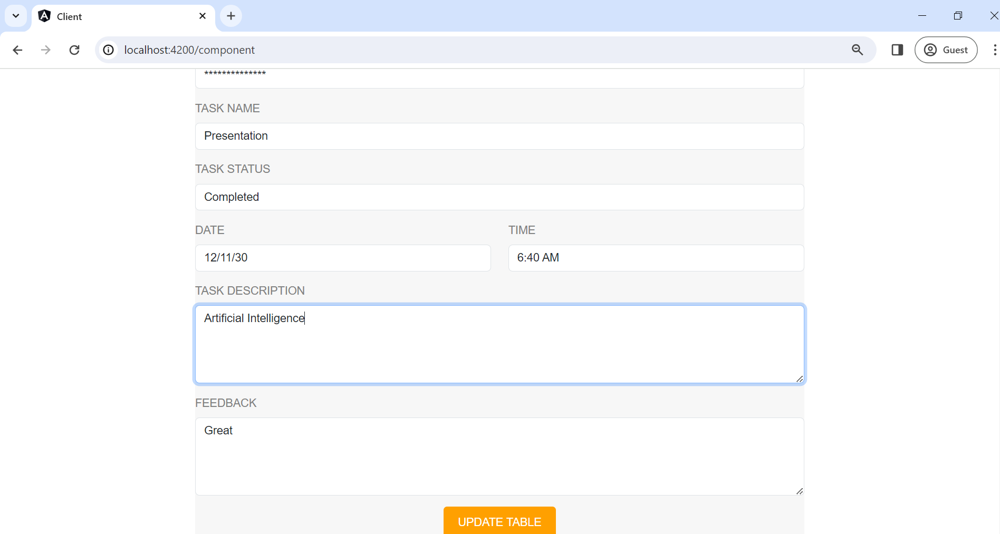 Client
localhost:4200/component
Guest
**************
TASK NAME
Presentation
TASK STATUS
Completed
DATE
TIME
12/11/30
6:40 AM
TASK DESCRIPTION
Artificial Intelligence
FEEDBACK
Great
UPDATE TABLE